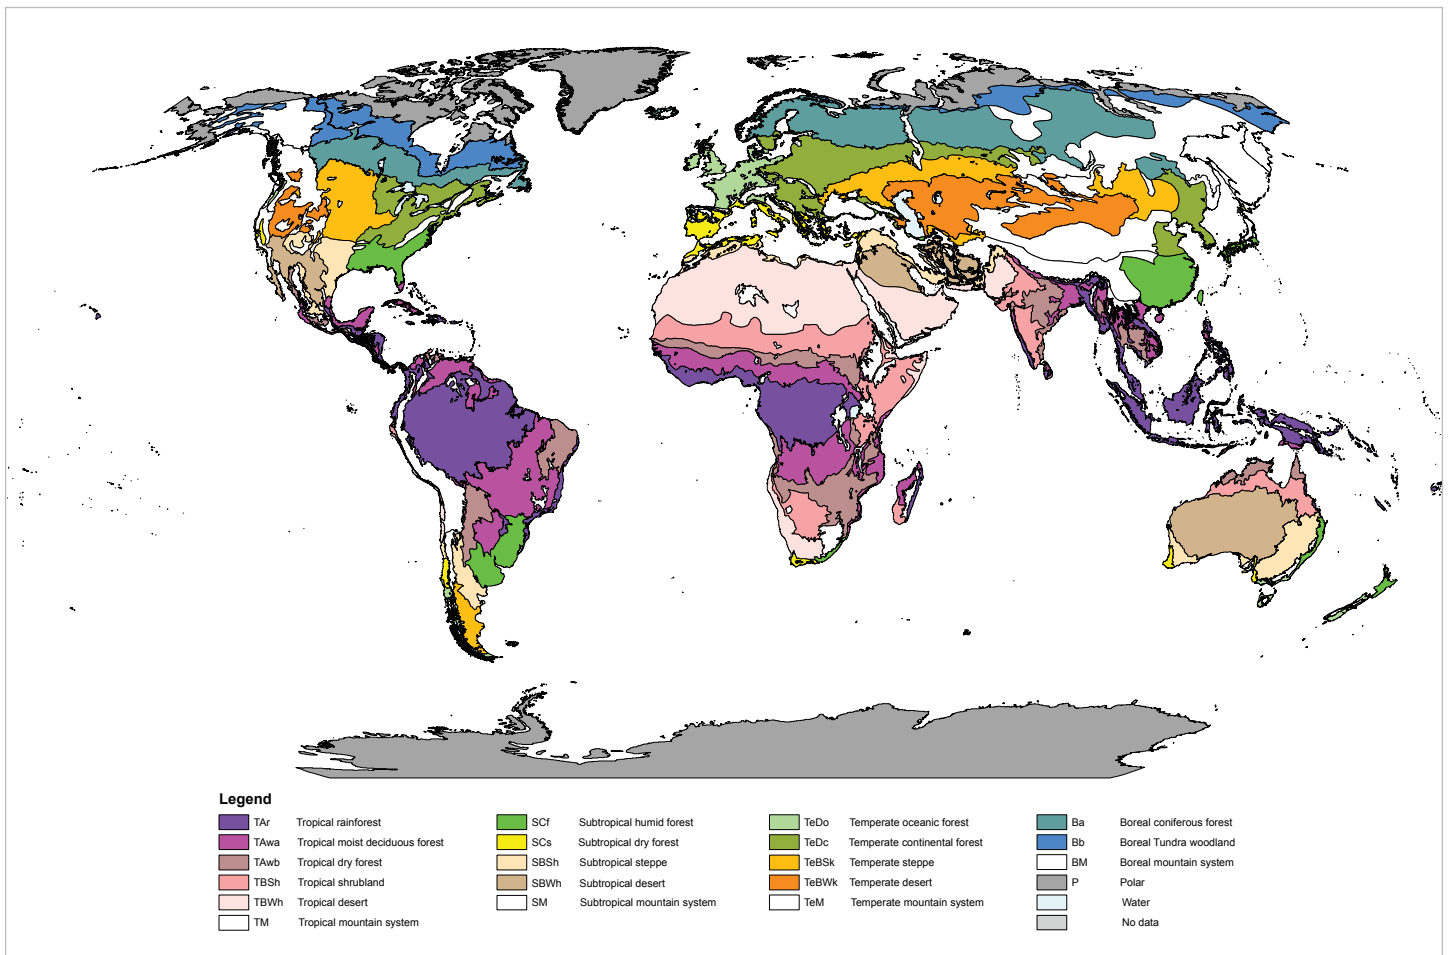 Legend
TAr Tropical rainforest
TAwa Tropical moist deciduous forest
TAwb Tropical dry forest
TBSh Tropical shrubland
TBWh Tropical desert
TM Tropical mountain system
SCf Subtropical humid forest
SCs Subtropical dry forest
SBSh Subtropical steppe
SBWh Subtropical desert
SM Subtropical mountain system
TeDo Temperate oceanic forest
TeDc Temperate continental forest
TeBSk Temperate steppe
TeBWk Temperate desert
TeM Temperate mountain system
Ba Boreal coniferous forest
Bb Boreal Tundra woodland
BM Boreal mountain system
P Polar
Water
No data